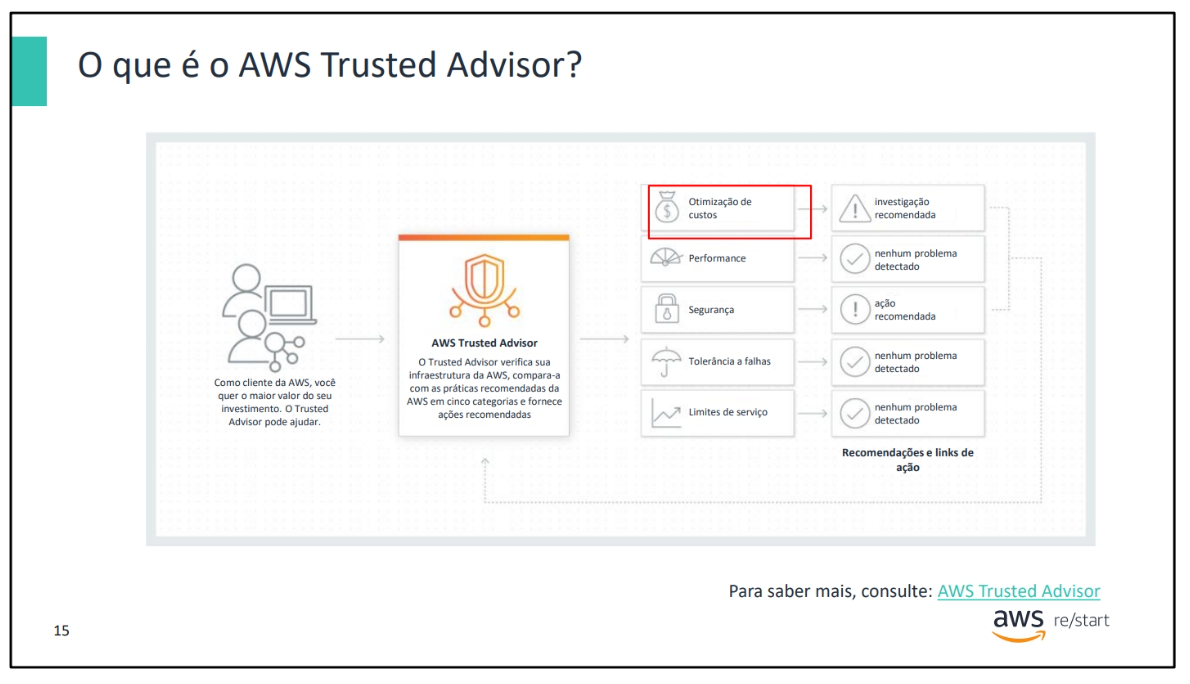 O que é o AWS Trusted Advisor?
Como cliente da AWS, você
quer o maior valor do seu
investimento. O Trusted
Advisor pode ajudar.
AWS Trusted Advisor
O Trusted Advisor verifica sua
infraestrutura da AWS, compara-a
com as práticas recomendadas da
AWS em cinco categorias e fornece
ações recomendadas
Otimização de
custos
investigação
recomendada
Performance
nenhum problema
detectado
Segurança
ação
recomendada
Tolerância a falhas
nenhum problema
detectado
Limites de serviço
nenhum problema
detectado
Recomendações e links de
ação
Para saber mais, consulte: AWS Trusted Advisor
15
aws re/start